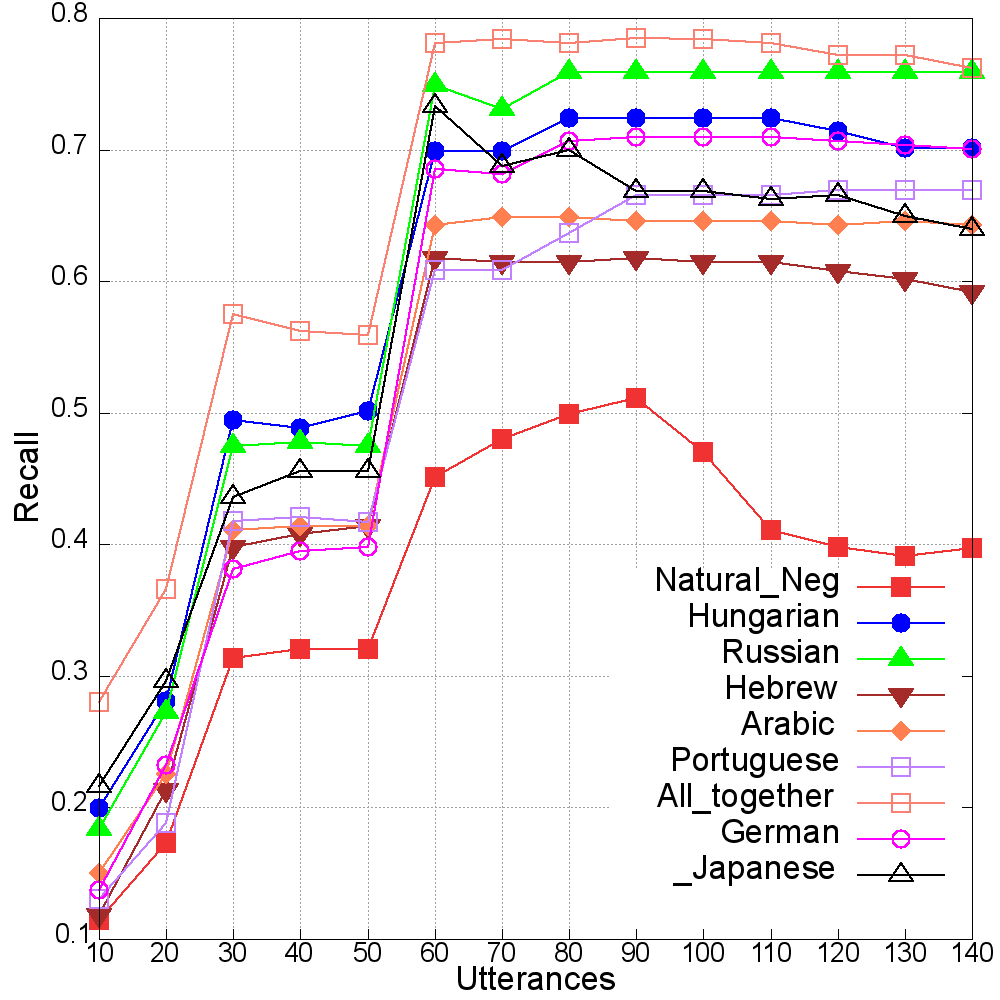 0.8
0.7
0.6
0.5
0.4
0.3
0.2
0.1
Recall
Natural_Neg
Hungarian
Russian
Hebrew
Arabic
Portuguese
All_together
German
_Japanese
10 20 30 40 50 60 70 80 90 100 110 120 130 140
Utterances